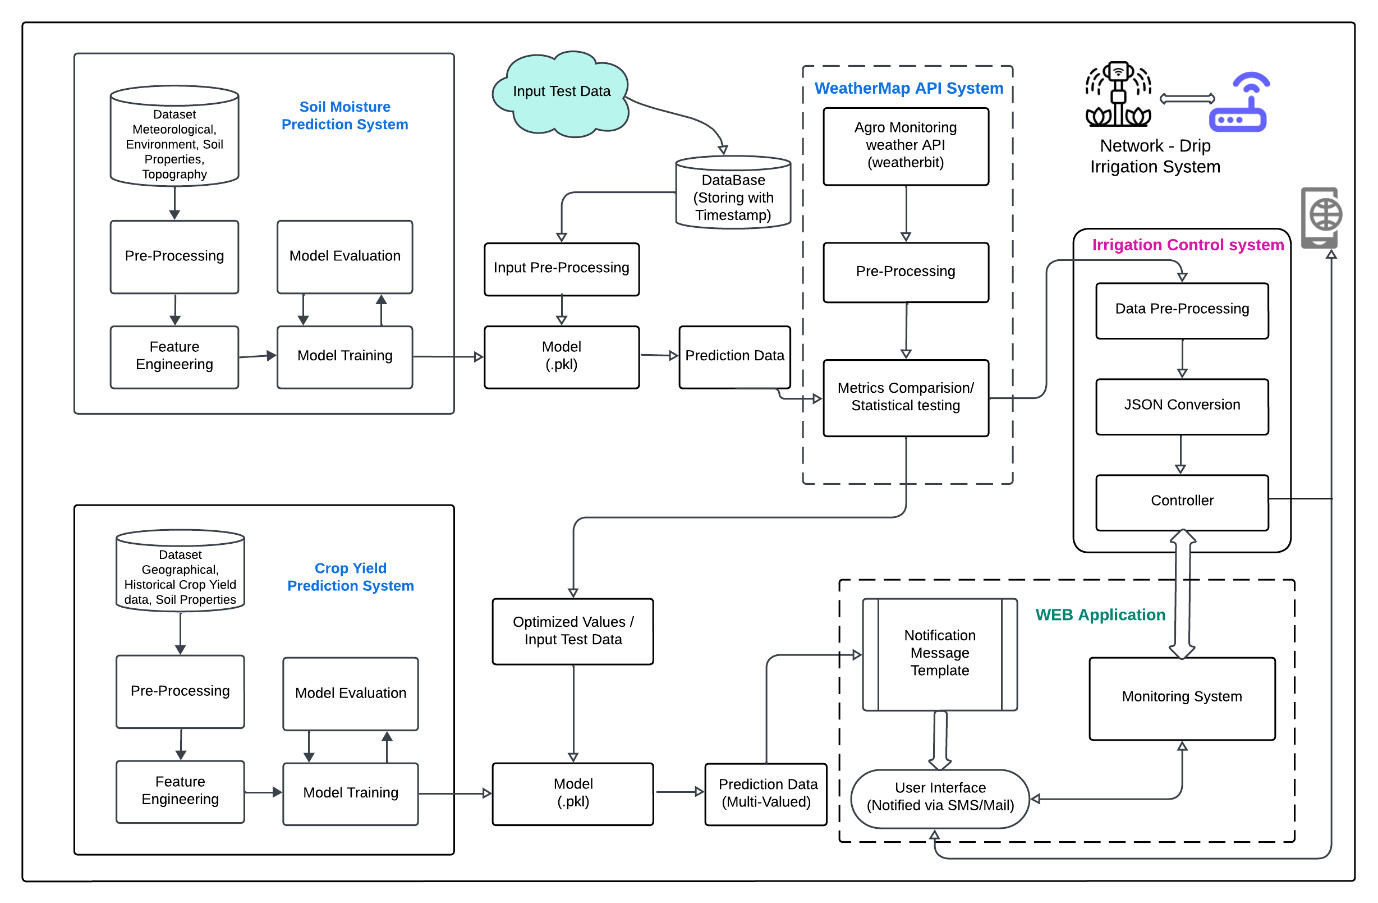 Soil Moisture
Prediction System
Dataset
Meteorological,
Environment, Soil
Properties,
Topography
Pre-Processing
Model Evaluation
Feature
Engineering
Model Training
Input Test Data
DataBase
(Storing with
Timestamp)
Input Pre-Processing
Model
(.pkl)
Prediction Data
WeatherMap API System
Agro Monitoring
weather API
(weatherbit)
Pre-Processing
Metrics Comparision/
Statistical testing
Network - Drip
Irrigation System
Irrigation Control system
Data Pre-Processing
JSON Conversion
Controller
Crop Yield
Prediction System
Dataset
Geographical,
Historical Crop Yield
data, Soil Properties
Pre-Processing
Model Evaluation
Feature
Engineering
Model Training
Optimized Values /
Input Test Data
Model
(.pkl)
Prediction Data
(Multi-Valued)
WEB Application
Notification
Message
Template
Monitoring System
User Interface
(Notified via SMS/Mail)